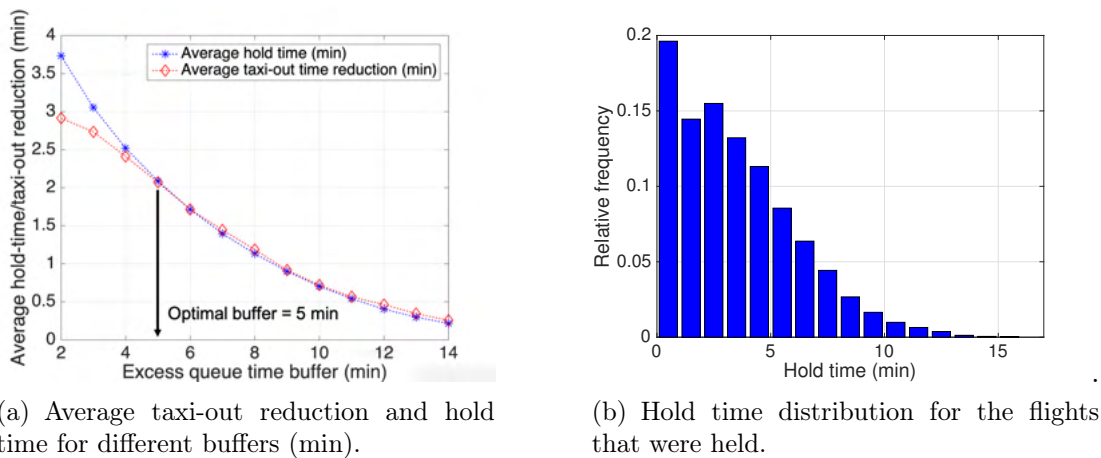 Average hold-time/taxi-out reduction (min)
4
3.5
3
2.5
2
1.5
1
0.5
0
Average hold time (min)
Average taxi-out time reduction (min)
Optimal buffer = 5 min
2 4 6 8 10 12 14
Excess queue time buffer (min)
(a) Average taxi-out reduction and hold
time for different buffers (min).
Relative frequency
0.2
0.15
0.1
0.05
0
0 5 10 15
Hold time (min)
.
(b) Hold time distribution for the flights
that were held.